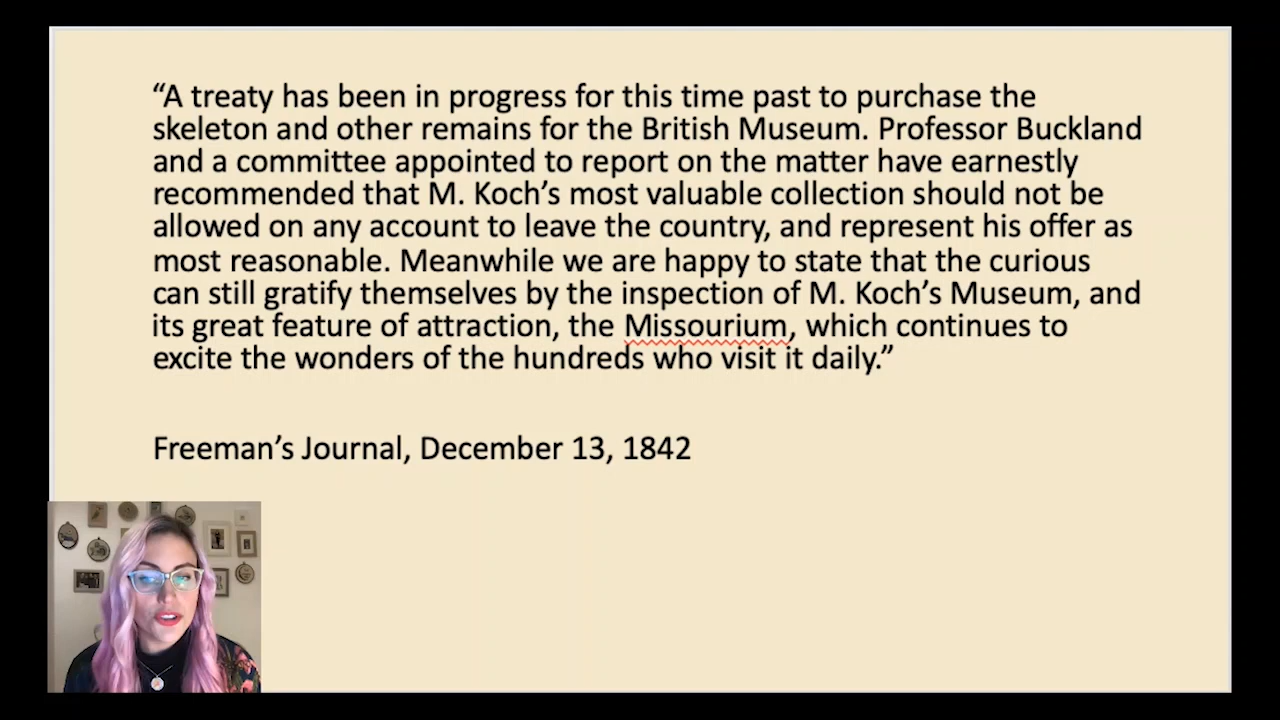 “A treaty has been in progress for this time past to purchase the
skeleton and other remains for the British Museum. Professor Buckland
and a committee appointed to report on the matter have earnestly
recommended that M. Koch’s most valuable collection should not be
allowed on any account to leave the country, and represent his offer as
most reasonable. Meanwhile we are happy to state that the curious
can still gratify themselves by the inspection of M. Koch’s Museum, and
its great feature of attraction, the Missourium, which continues to
excite the wonders of the hundreds who visit it daily.”
Freeman’s Journal, December 13, 1842